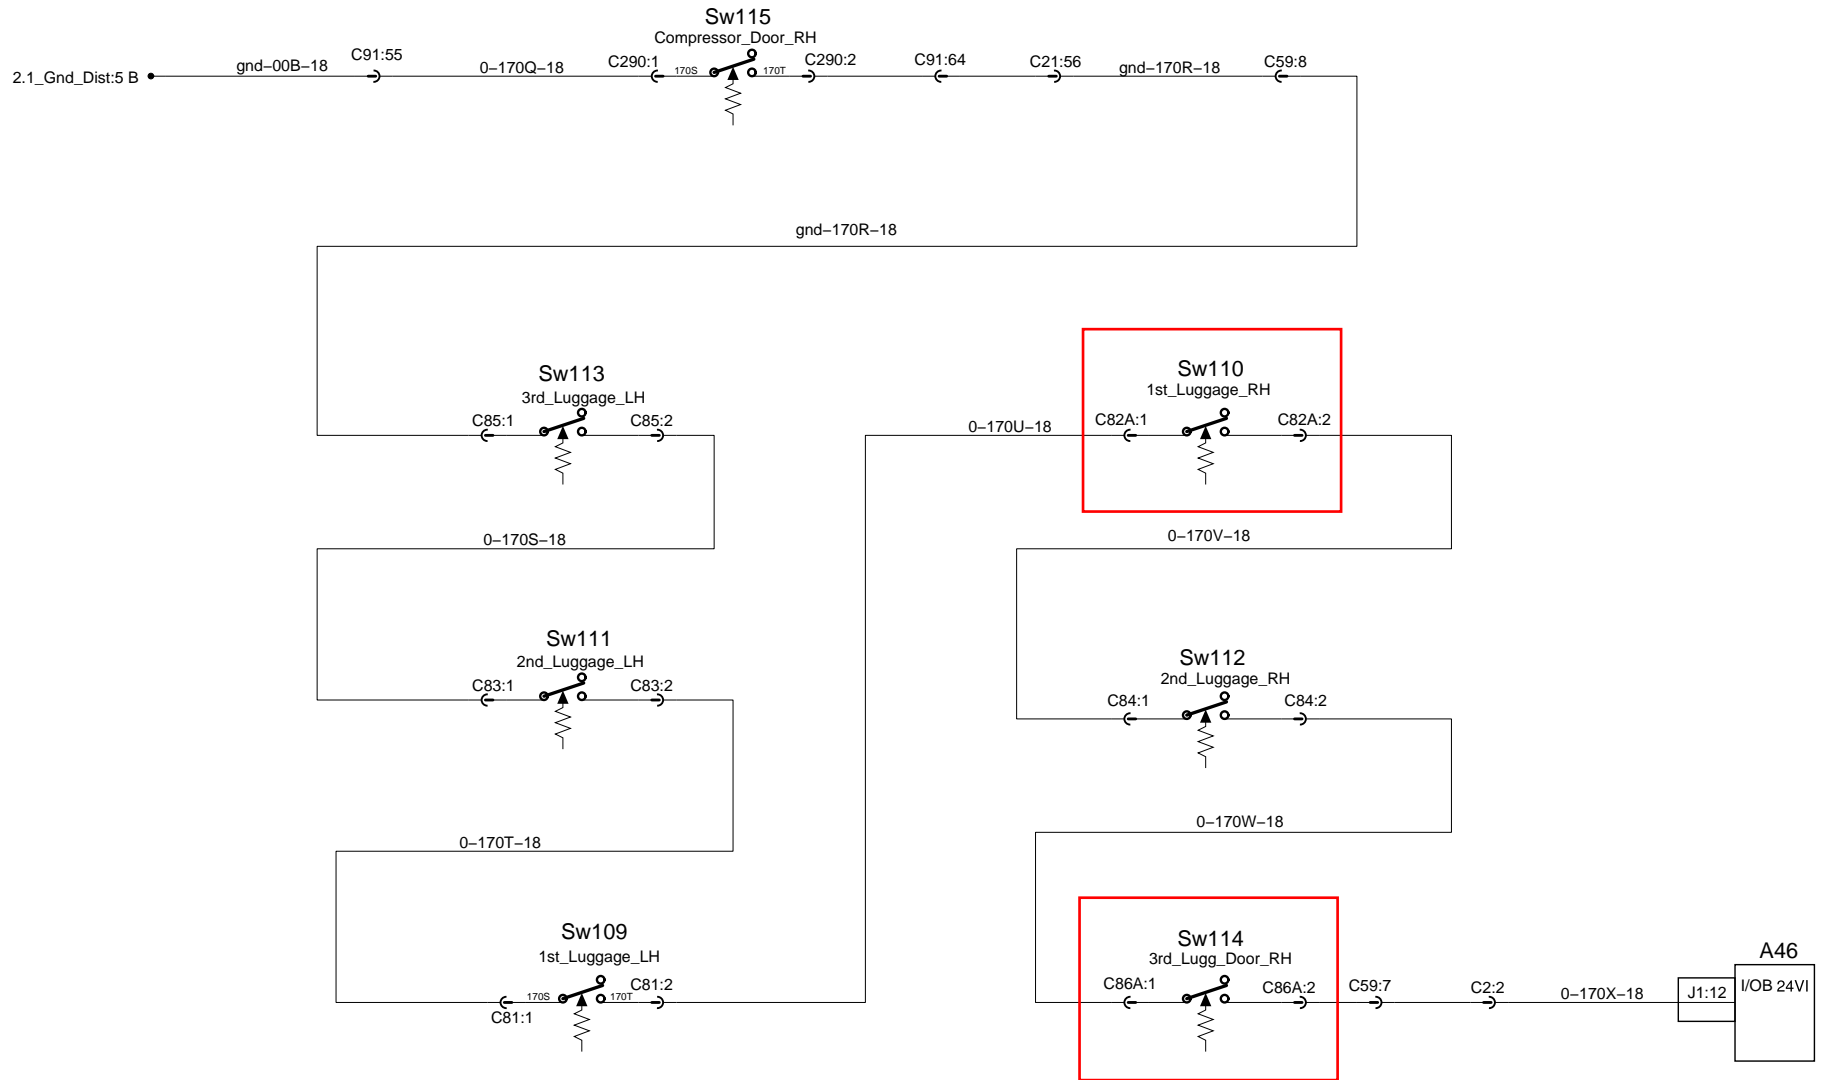 Sw115
Compressor_Door_RH
2.1_Gnd_Dist:5 B
gnd–00B–18
C91:55
0–170Q–18
C290:1
170S
170T
C290:2
C91:64
C21:56
gnd–170R–18
C59:8
gnd–170R–18
Sw113
3rd_Luggage_LH
C85:1
C85:2
0–170S–18
Sw111
2nd_Luggage_LH
C83:1
C83:2
0–170T–18
Sw109
1st_Luggage_LH
C81:1
170S
170T
C81:2
0–170U–18
Sw110
1st_Luggage_RH
C82A:1
C82A:2
0–170V–18
Sw112
2nd_Luggage_RH
C84:1
C84:2
0–170W–18
Sw114
3rd_Lugg_Door_RH
C86A:1
C86A:2
C59:7
C2:2
0–170X–18
A46
J1:12
I/OB 24VI